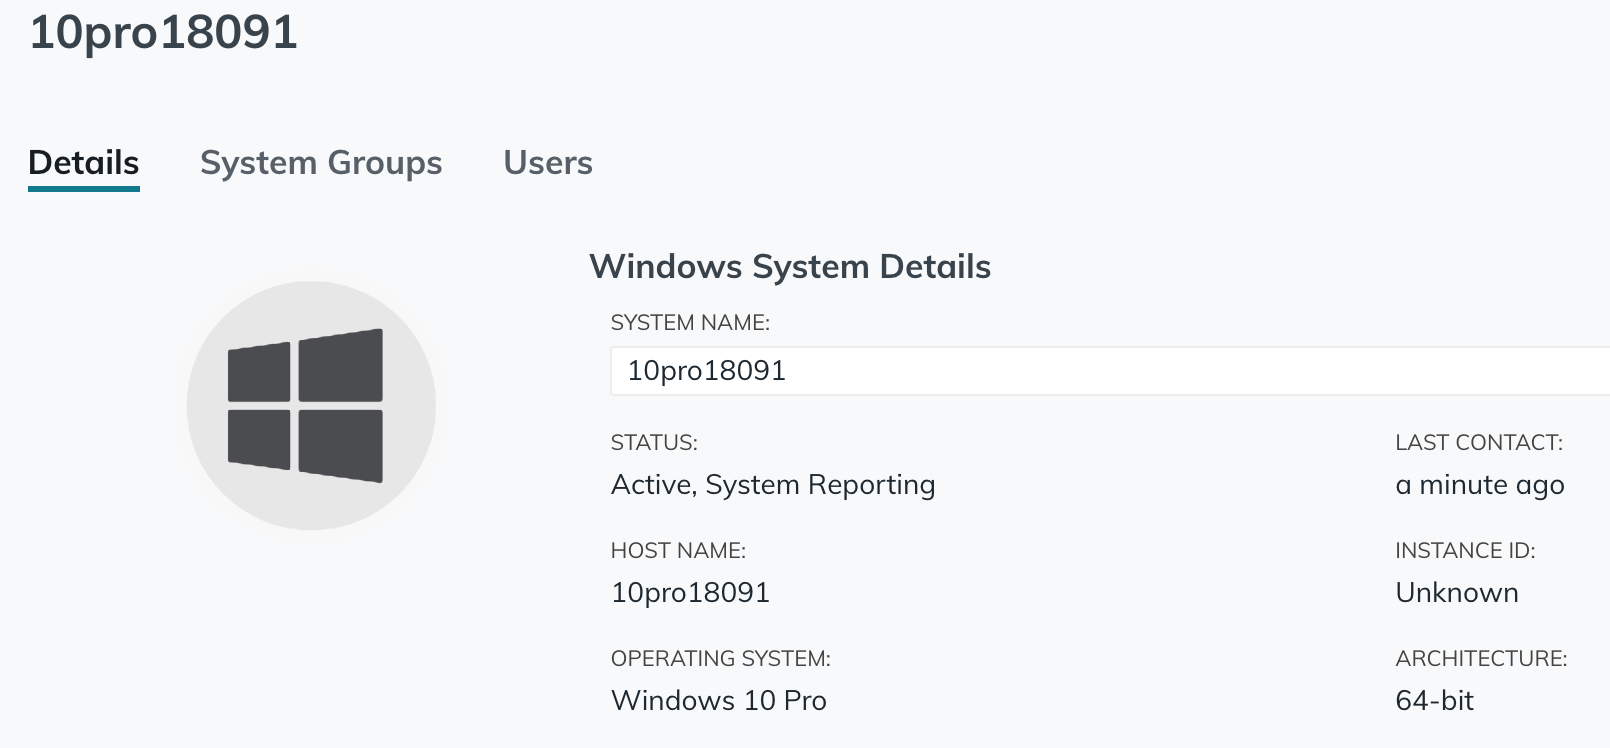 10pro18091
Details System Groups Users
Windows System Details
SYSTEM NAME:
10pro18091
STATUS: LAST CONTACT:
Active, System Reporting a minute ago
HOST NAME: INSTANCE ID:
10pro18091 Unknown
OPERATING SYSTEM: ARCHITECTURE:
Windows 10 Pro 64-bit